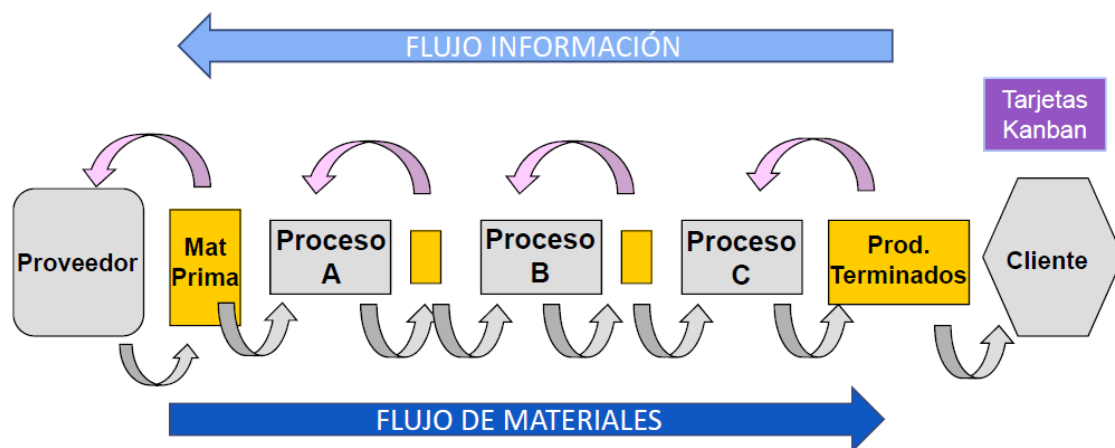 FLUJO INFORMACIÓN
Tarjetas
Kanban
Proveedor
Mat
Prima
Proceso
A
Proceso
B
Proceso
C
Prod.
Terminados
Cliente
FLUJO DE MATERIALES